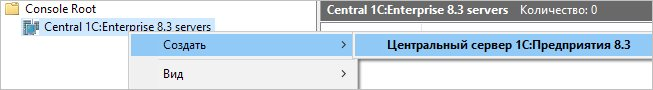 Console Root
Central 1C:Enterprise 8.3 servers
Central 1C:Enterprise 8.3 servers Количество: 0
Создать
Центральный сервер 1С:Предприятия 8.3
Вид